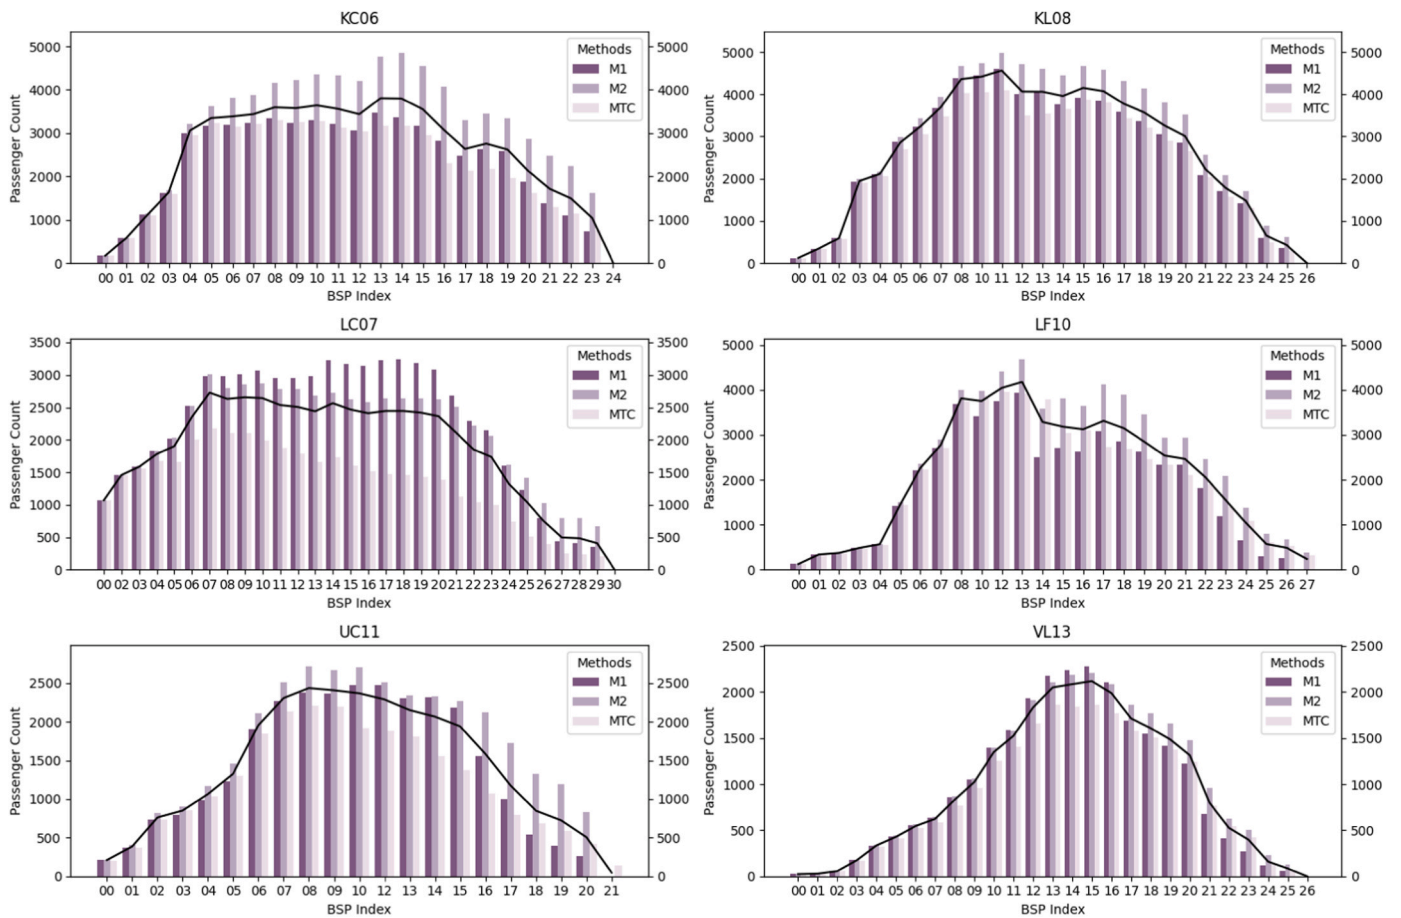 KC06
5000
4000
3000
2000
1000
0
Passenger Count
5000
4000
3000
2000
1000
0
Methods
M1
M2
MTC
00 01 02 03 04 05 06 07 08 09 10 11 12 13 14 15 16 17 18 19 20 21 22 23 24
BSP Index
KL08
5000
4000
3000
2000
1000
0
Passenger Count
5000
4000
3000
2000
1000
0
Methods
M1
M2
MTC
00 01 02 03 04 05 06 07 08 10 11 12 13 14 15 16 17 18 19 20 21 22 23 24 25 26
BSP Index
LC07
3500
3000
2500
2000
1500
1000
500
0
Passenger Count
3500
3000
2500
2000
1500
1000
500
0
Methods
M1
M2
MTC
00 02 03 04 05 06 07 08 09 10 11 12 13 14 15 16 17 18 19 20 21 22 23 24 25 26 27 28 29 30
BSP Index
LF10
5000
4000
3000
2000
1000
0
Passenger Count
5000
4000
3000
2000
1000
0
Methods
M1
M2
MTC
00 01 02 03 04 05 06 07 08 10 12 13 14 15 16 17 18 19 20 21 22 23 24 25 26 27
BSP Index
UC11
2500
2000
1500
1000
500
0
Passenger Count
2500
2000
1500
1000
500
0
Methods
M1
M2
MTC
00 01 02 03 04 05 06 07 08 09 10 12 13 14 15 16 17 18 19 20 21
BSP Index
VL13
2500
2000
1500
1000
500
0
Passenger Count
2500
2000
1500
1000
500
0
Methods
M1
M2
MTC
00 01 02 03 04 05 06 07 08 09 10 11 12 13 14 15 16 17 18 19 20 21 22 23 24 25 26
BSP Index